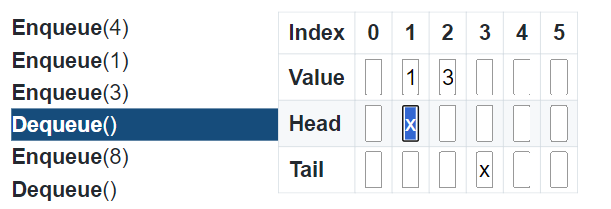 Enqueue(4)
Enqueue(1)
Enqueue(3)
Dequeue()
Enqueue(8)
Dequeue()
Index 0 1 2 3 4 5
Value 1 3
Head x
Tail x